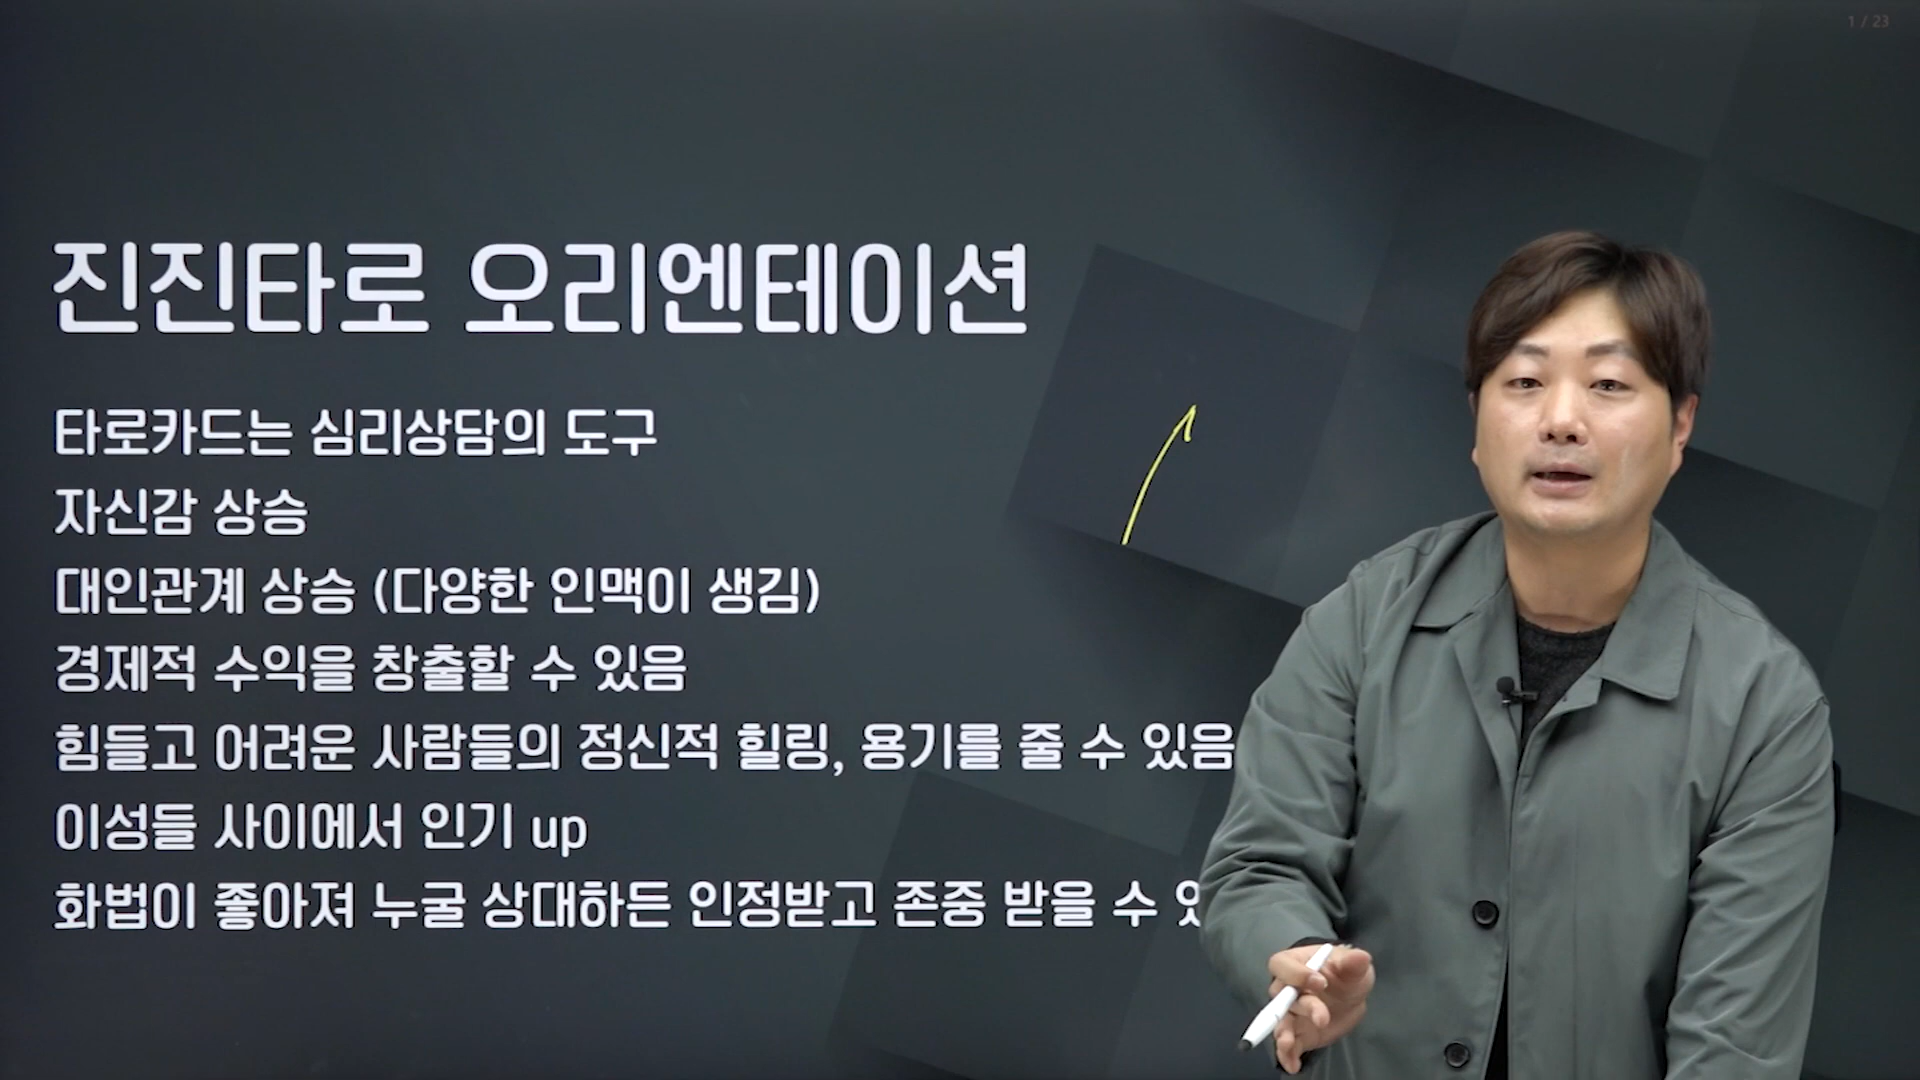 1 / 23
진진타로 오리엔테이션
타로카드는 심리상담의 도구
자신감 상승
대인관계 상승 (다양한 인맥이 생김)
경제적 수익을 창출할 수 있음
힘들고 어려운 사람들의 정신적 힐링, 용기를 줄 수 있음
이성들 사이에서 인기 up
화법이 좋아져 누굴 상대하든 인정받고 존중 받을 수